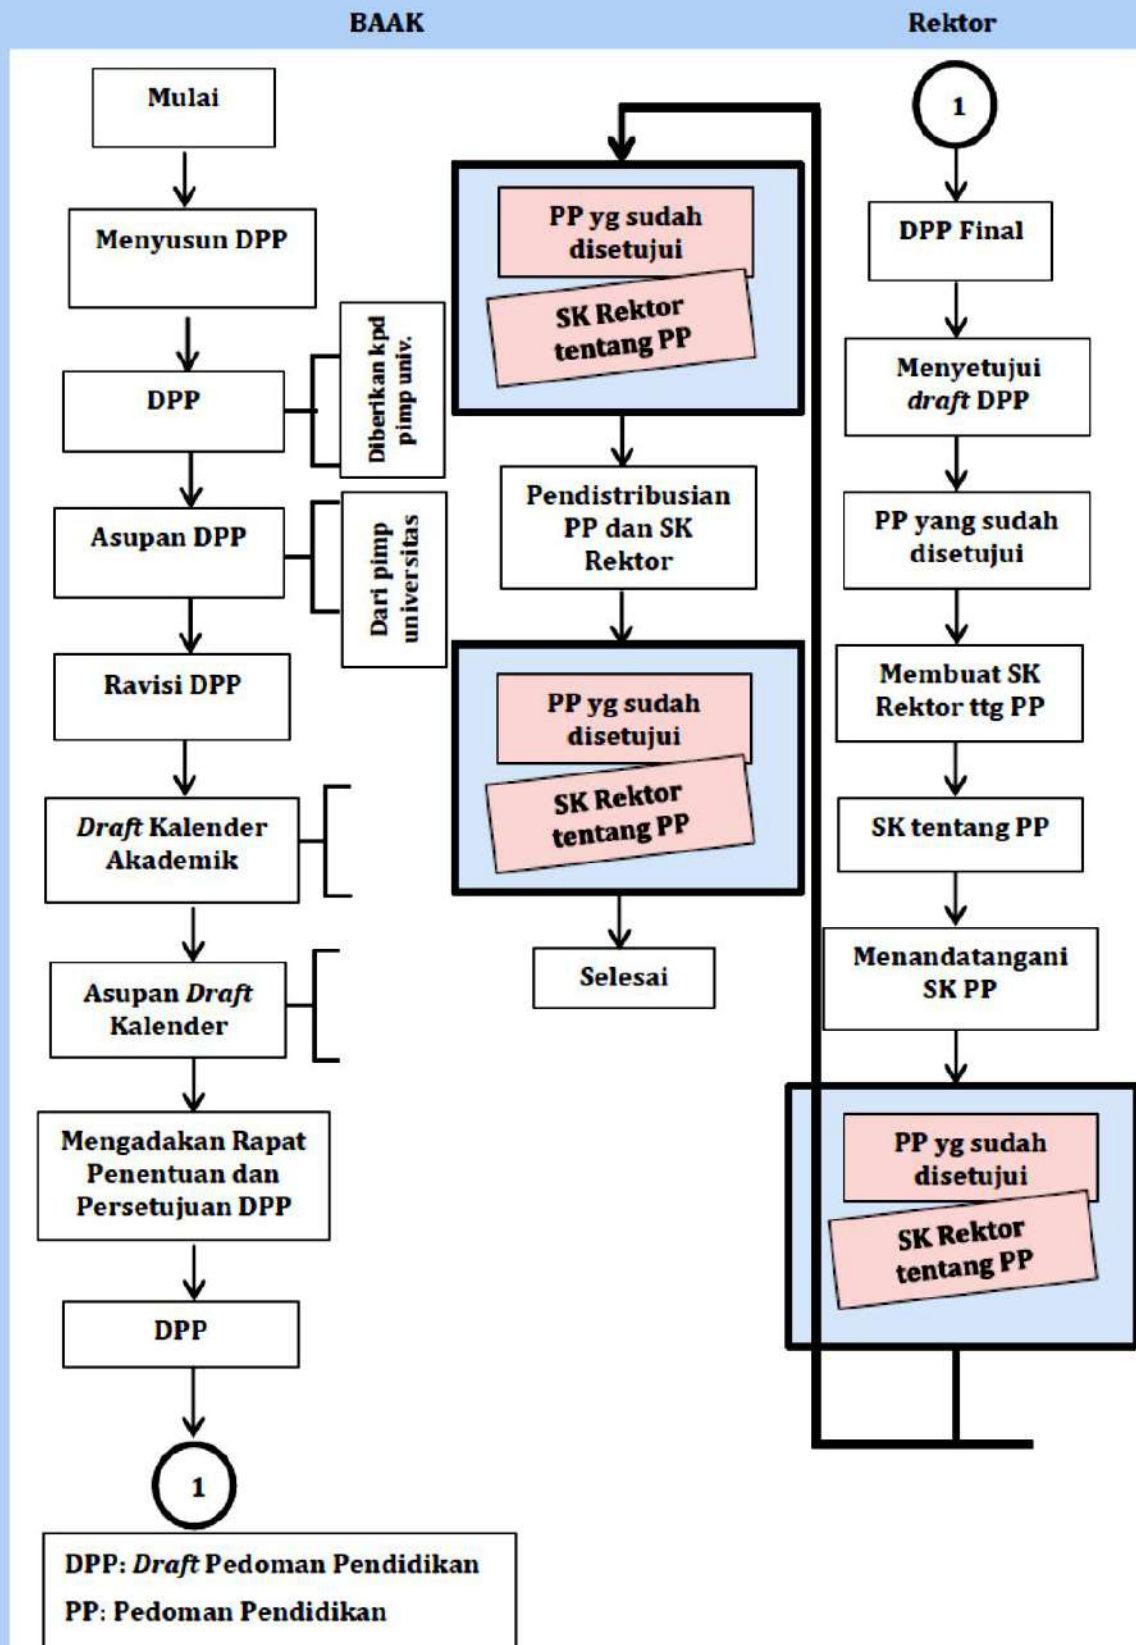 BAAK
Rektor
Mulai
Menyusun DPP
DPP
Diberikan kpd
pimp univ.
Asupan DPP
Dari pimp
universitas
Ravisi DPP
Draft Kalender
Akademik
Asupan Draft
Kalender
Mengadakan Rapat
Penentuan dan
Persetujuan DPP
DPP
1
DPP: Draft Pedoman Pendidikan
PP: Pedoman Pendidikan
PP yg sudah
disetujui
SK Rektor
tentang PP
Pendistribusian
PP dan SK
Rektor
PP yg sudah
disetujui
SK Rektor
tentang PP
Selesai
1
DPP Final
Menyetujui
draft DPP
PP yang sudah
disetujui
Membuat SK
Rektor ttg PP
SK tentang PP
Menandatangani
SK PP
PP yg sudah
disetujui
SK Rektor
tentang PP